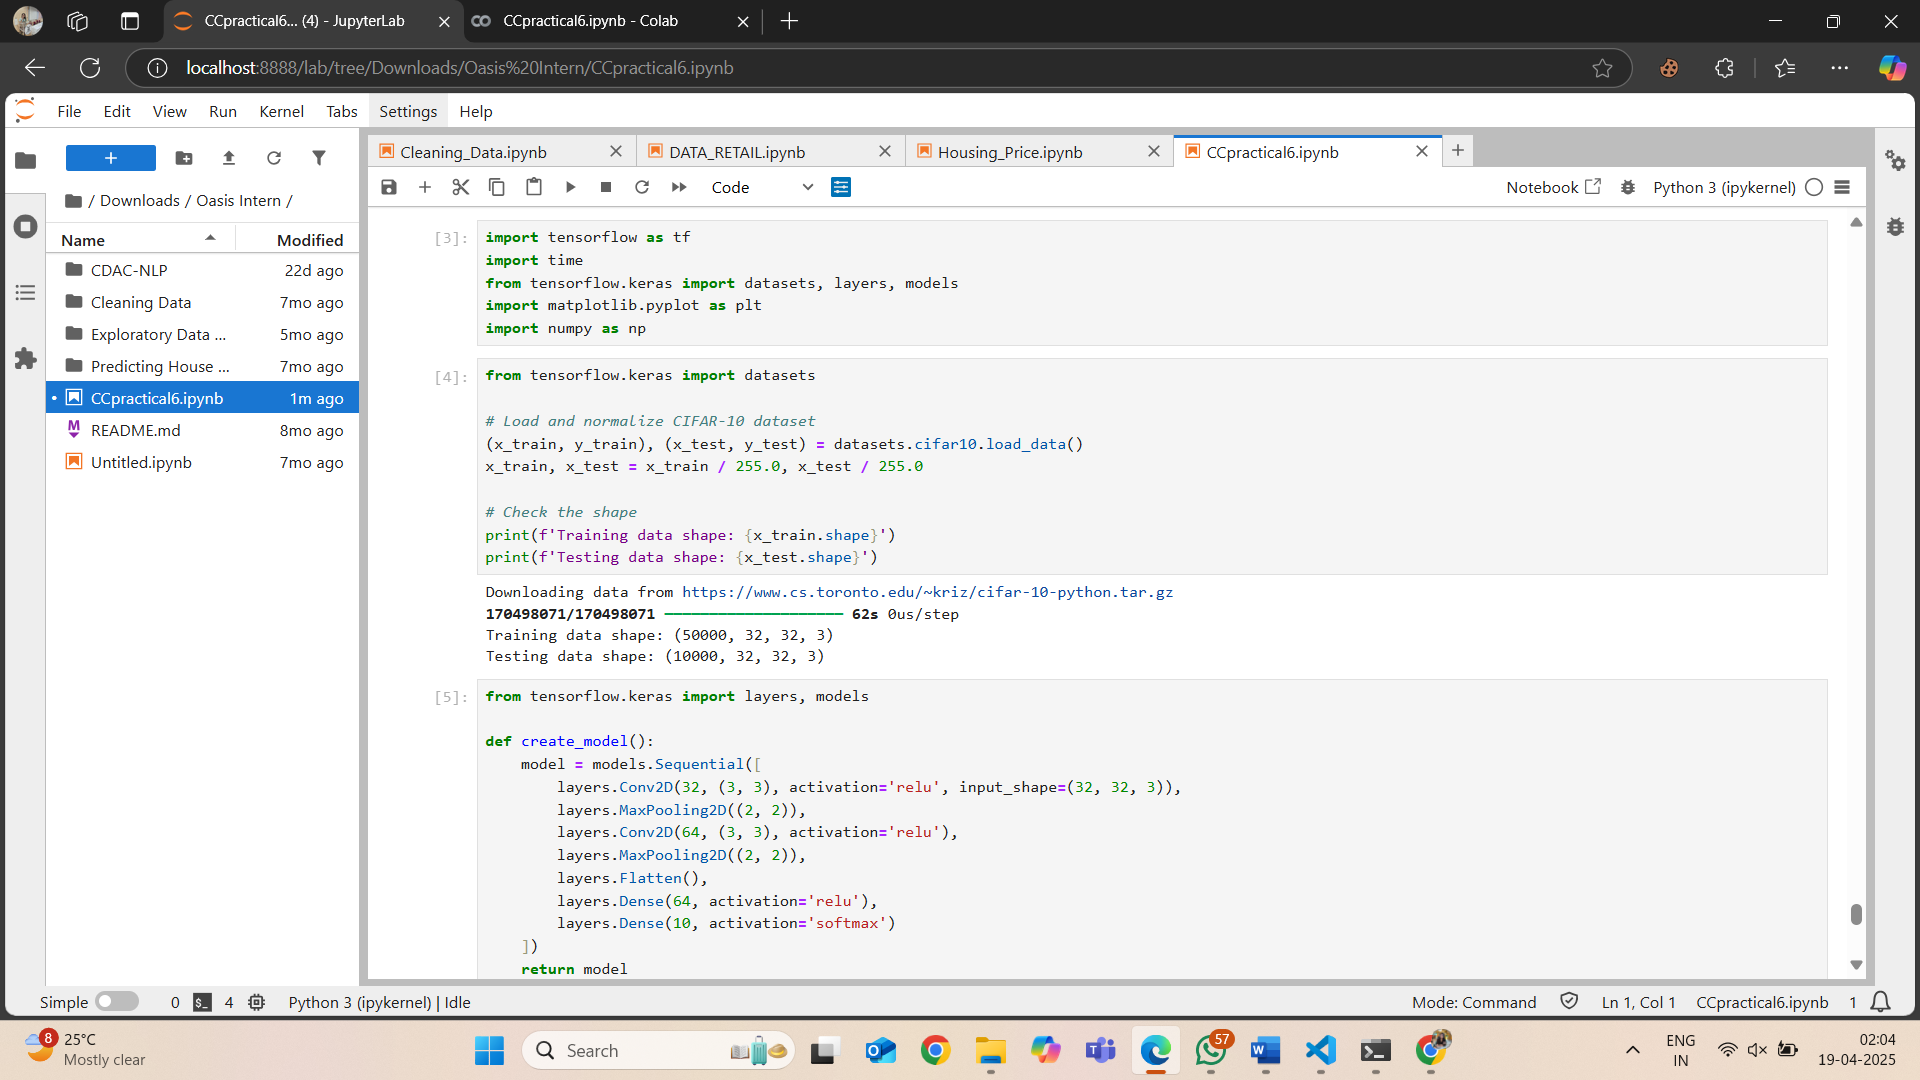 CCpractical6... (4) - JupyterLab
CCpractical6.ipynb - Colab
localhost:8888/lab/tree/Downloads/Oasis%20Intern/CCpractical6.ipynb
File Edit View Run Kernel Tabs Settings Help
Cleaning_Data.ipynb
DATA_RETAIL.ipynb
Housing_Price.ipynb
CCpractical6.ipynb
Code
Notebook
Python 3 (ipykernel)
/ Downloads / Oasis Intern /
Name Modified
CDAC-NLP 22d ago
Cleaning Data 7mo ago
Exploratory Data ... 5mo ago
Predicting House ... 7mo ago
CCpractical6.ipynb 1m ago
README.md 8mo ago
Untitled.ipynb 7mo ago
[3]: import tensorflow as tf
import time
from tensorflow.keras import datasets, layers, models
import matplotlib.pyplot as plt
import numpy as np
[4]: from tensorflow.keras import datasets
# Load and normalize CIFAR-10 dataset
(x_train, y_train), (x_test, y_test) = datasets.cifar10.load_data()
x_train, x_test = x_train / 255.0, x_test / 255.0
# Check the shape
print(f'Training data shape: {x_train.shape}')
print(f'Testing data shape: {x_test.shape}')
Downloading data from https://www.cs.toronto.edu/~kriz/cifar-10-python.tar.gz
170498071/170498071 ━━━━━━━━━━━━━━━━━━━━ 62s 0us/step
Training data shape: (50000, 32, 32, 3)
Testing data shape: (10000, 32, 32, 3)
[5]: from tensorflow.keras import layers, models
def create_model():
    model = models.Sequential([
        layers.Conv2D(32, (3, 3), activation='relu', input_shape=(32, 32, 3)),
        layers.MaxPooling2D((2, 2)),
        layers.Conv2D(64, (3, 3), activation='relu'),
        layers.MaxPooling2D((2, 2)),
        layers.Flatten(),
        layers.Dense(64, activation='relu'),
        layers.Dense(10, activation='softmax')
    ])
    return model
Simple 0 4 Python 3 (ipykernel) | Idle
Mode: Command Ln 1, Col 1 CCpractical6.ipynb 1
8
25°C
Mostly clear
Search
57
ENG
IN
02:04
19-04-2025